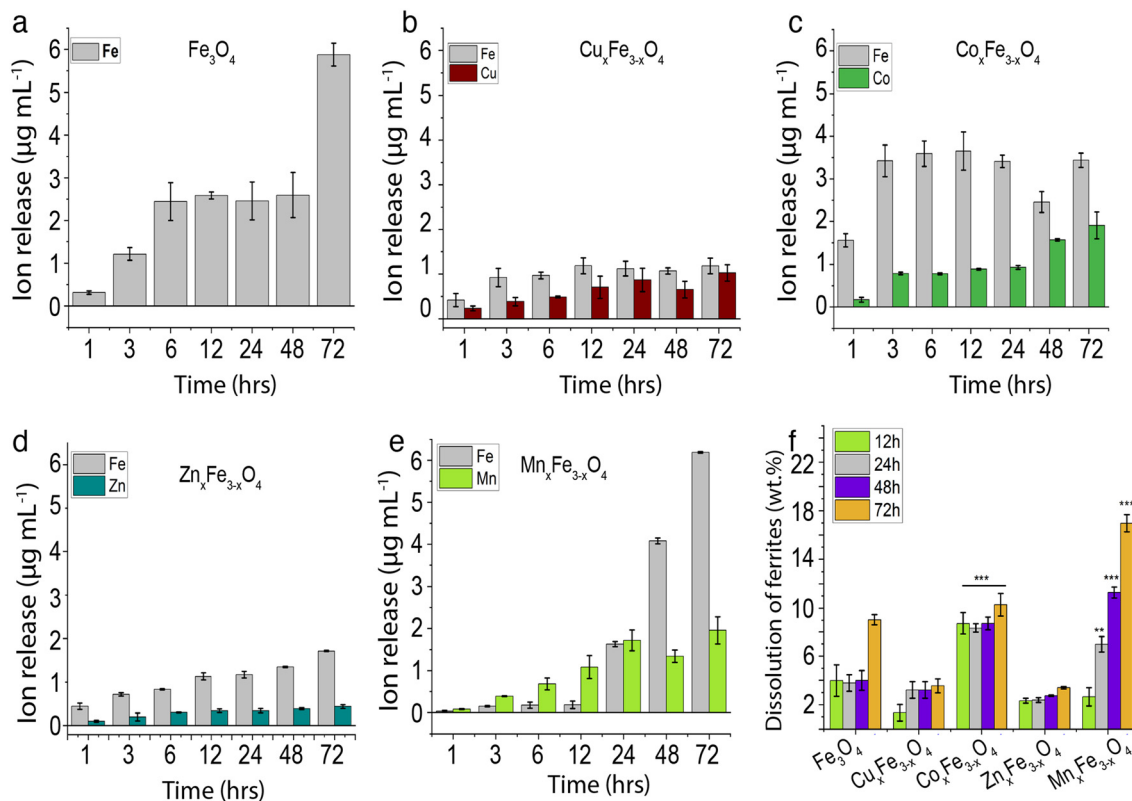 a
Fe
Fe₃O₄
Ion release (µg mL⁻¹)
6
5
4
3
2
1
0
1 3 6 12 24 48 72
Time (hrs)
b
Fe
Cu
CuₓFe₃₋ₓO₄
Ion release (µg mL⁻¹)
6
5
4
3
2
1
0
1 3 6 12 24 48 72
Time (hrs)
c
Fe
Co
CoₓFe₃₋ₓO₄
Ion release (µg mL⁻¹)
6
5
4
3
2
1
0
1 3 6 12 24 48 72
Time (hrs)
d
Fe
Zn
ZnₓFe₃₋ₓO₄
Ion release (µg mL⁻¹)
6
5
4
3
2
1
0
1 3 6 12 24 48 72
Time (hrs)
e
Fe
Mn
MnₓFe₃₋ₓO₄
Ion release (µg mL⁻¹)
6
5
4
3
2
1
0
1 3 6 12 24 48 72
Time (hrs)
f
12h
24h
48h
72h
Dissolution of ferrites (wt.%)
22
18
14
10
6
2
***
**
***
***
Fe₃O₄
CuₓFe₃₋ₓO₄
CoₓFe₃₋ₓO₄
ZnₓFe₃₋ₓO₄
MnₓFe₃₋ₓO₄